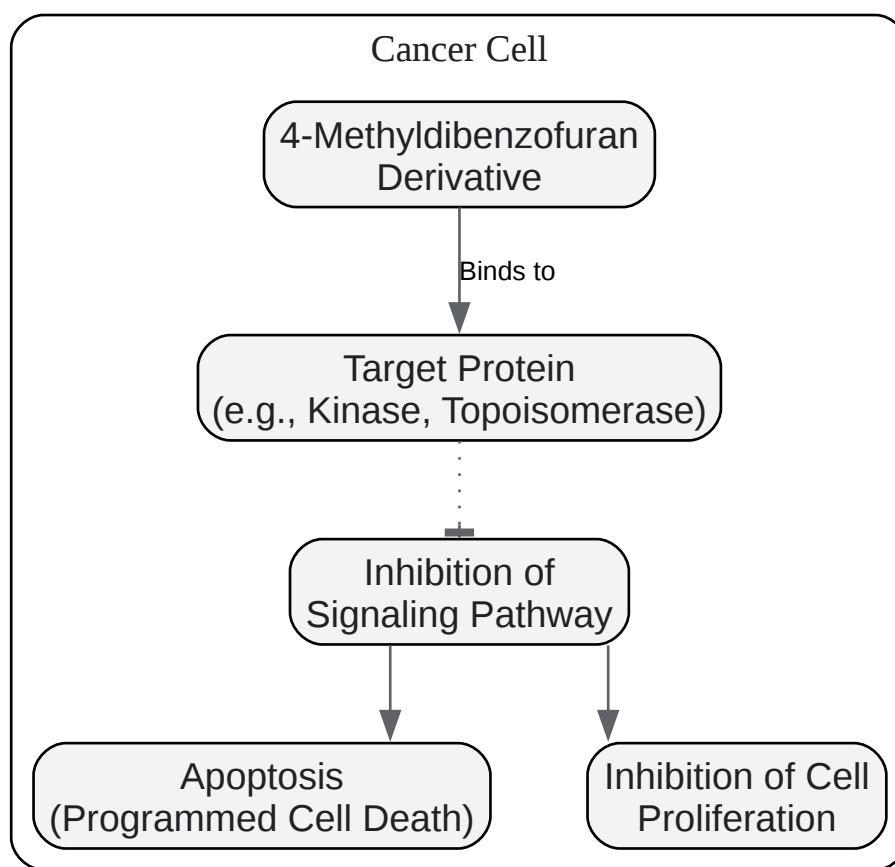 Cancer Cell
4-Methyldibenzofuran
Derivative
Binds to
Target Protein
(e.g., Kinase, Topoisomerase)
Inhibition of
Signaling Pathway
Apoptosis
(Programmed Cell Death)
Inhibition of Cell
Proliferation